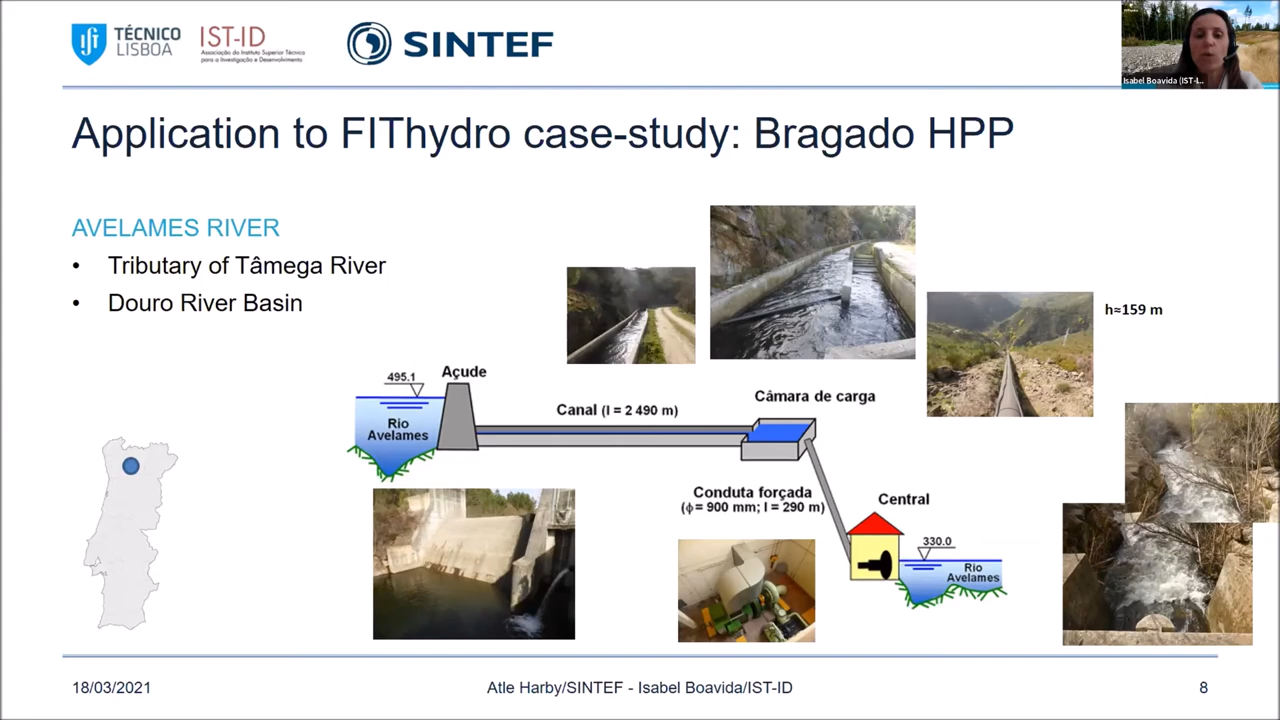 TÉCNICO
LISBOA
IST-ID
Associação do Instituto Superior Técnico
para a Investigação e Desenvolvimento
SINTEF
Isabel Boavida (IST-I...
Application to FIThydro case-study: Bragado HPP
AVELAMES RIVER
• Tributary of Tâmega River
• Douro River Basin
h≈159 m
495.1
Açude
Rio
Avelames
Canal (l = 2 490 m)
Câmara de carga
Conduta forçada
(ϕ= 900 mm; l = 290 m)
Central
330.0
Rio
Avelames
18/03/2021
Atle Harby/SINTEF - Isabel Boavida/IST-ID
8